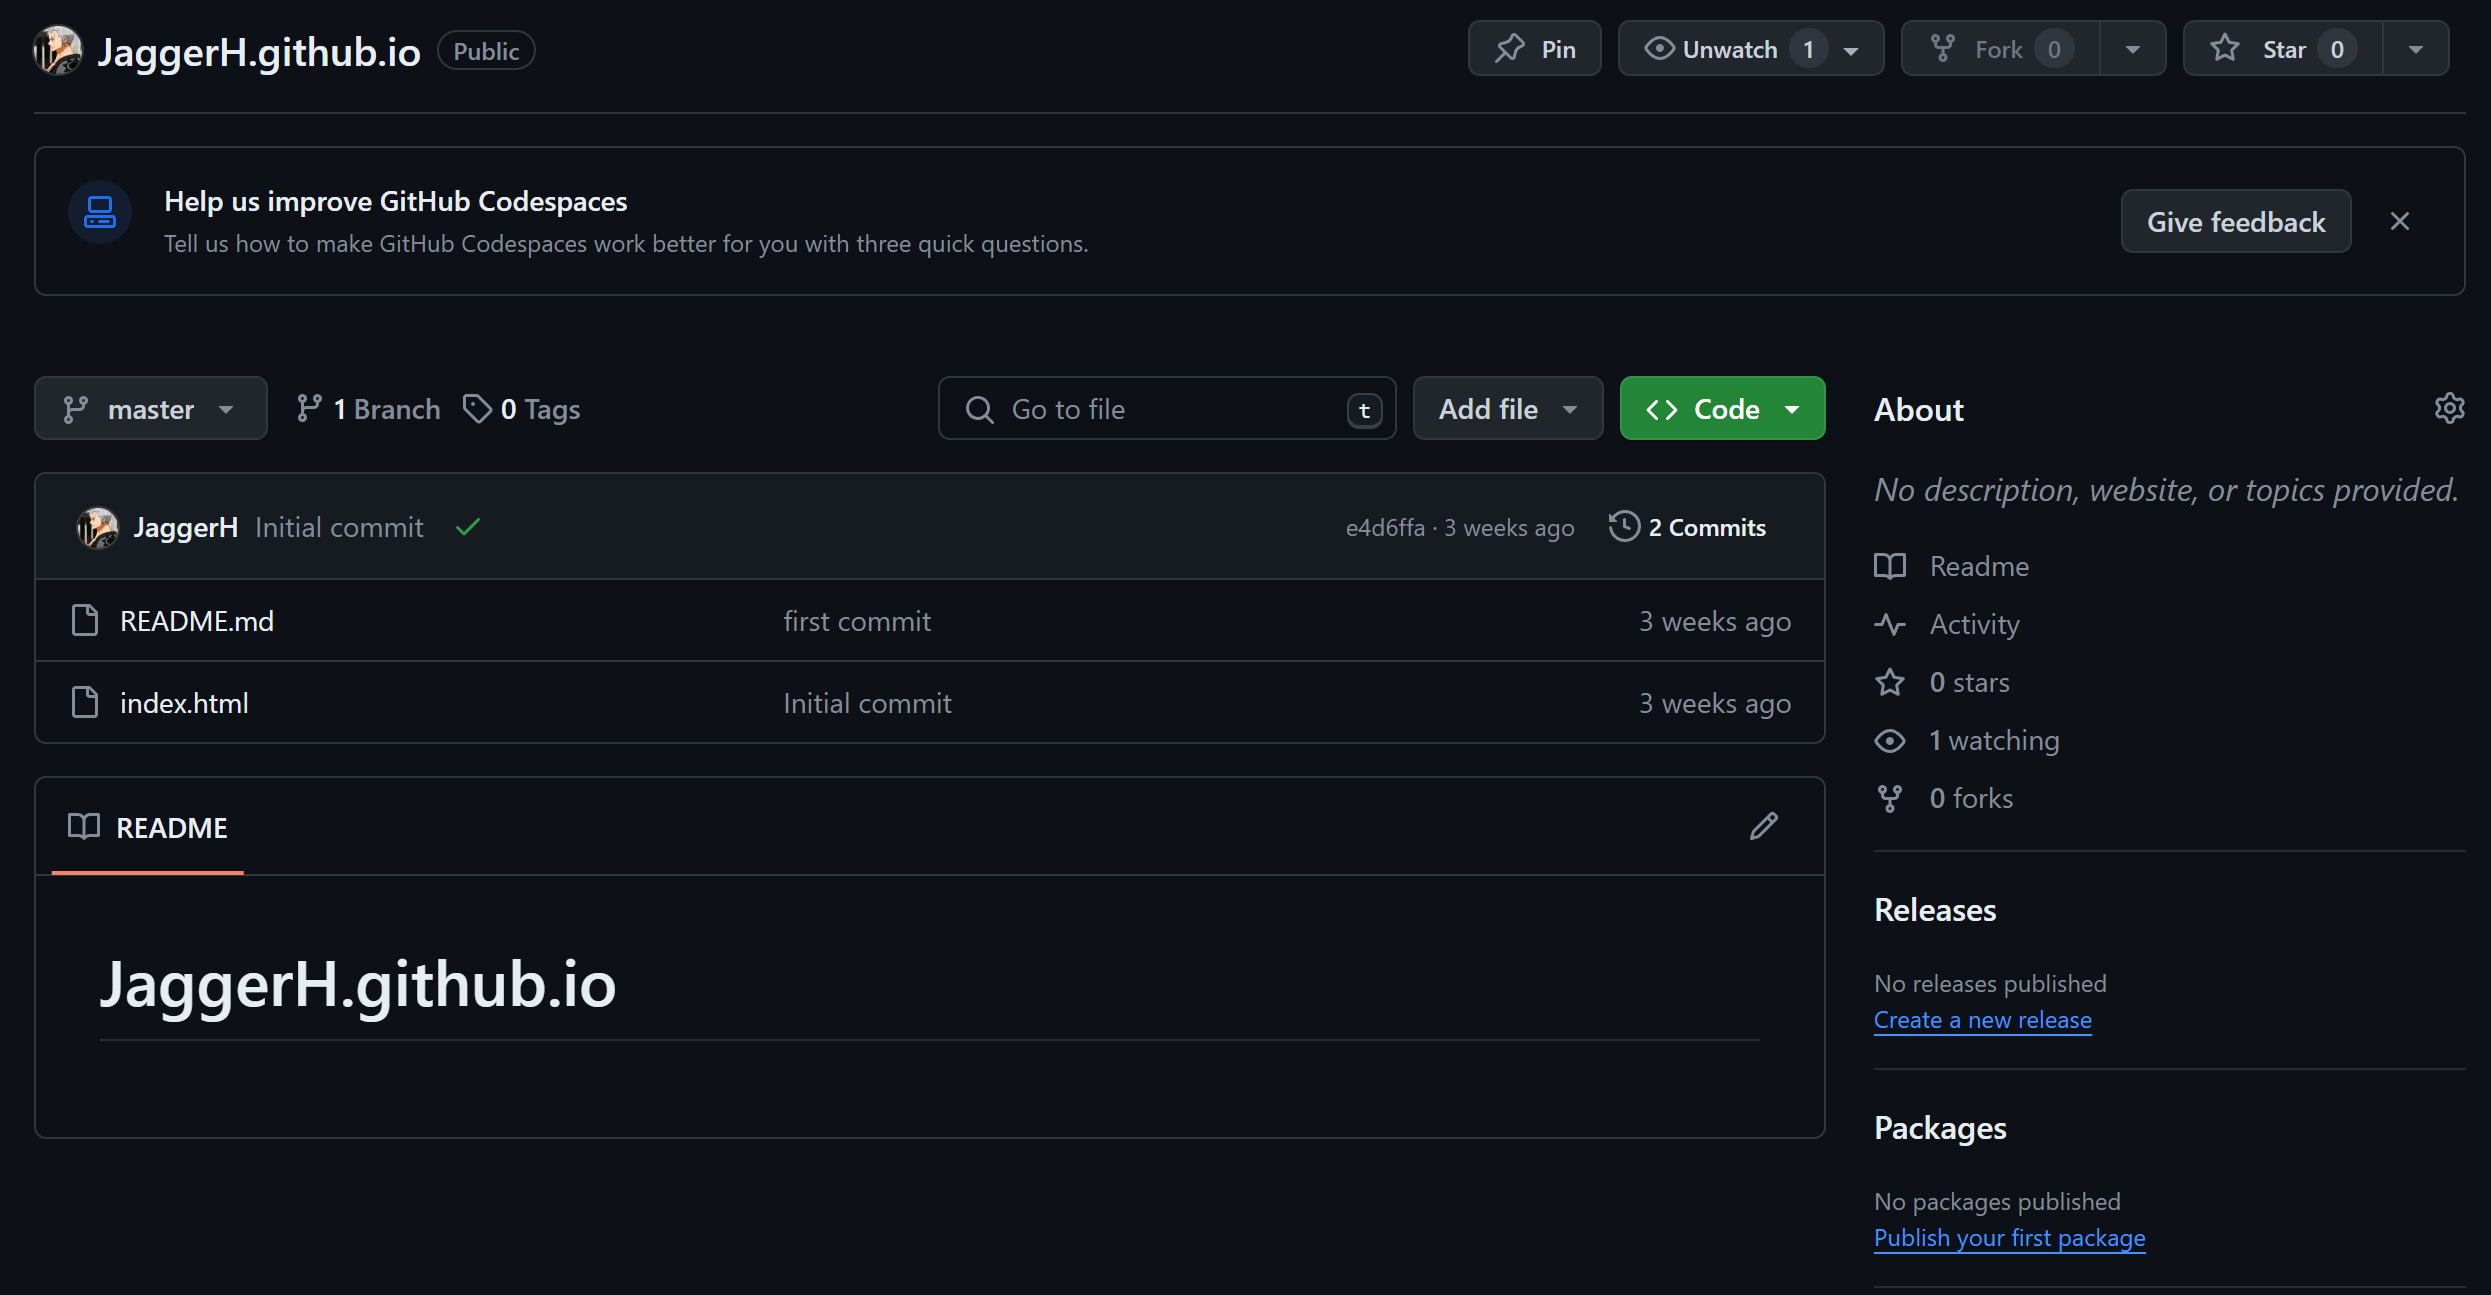 JaggerH.github.io Public Pin Unwatch 1 Fork 0 Star 0
Help us improve GitHub Codespaces
Tell us how to make GitHub Codespaces work better for you with three quick questions.
Give feedback
master 1 Branch 0 Tags Go to file t Add file Code
JaggerH Initial commit e4d6ffa · 3 weeks ago 2 Commits
README.md first commit 3 weeks ago
index.html Initial commit 3 weeks ago
README
JaggerH.github.io
About
No description, website, or topics provided.
Readme
Activity
0 stars
1 watching
0 forks
Releases
No releases published
Create a new release
Packages
No packages published
Publish your first package